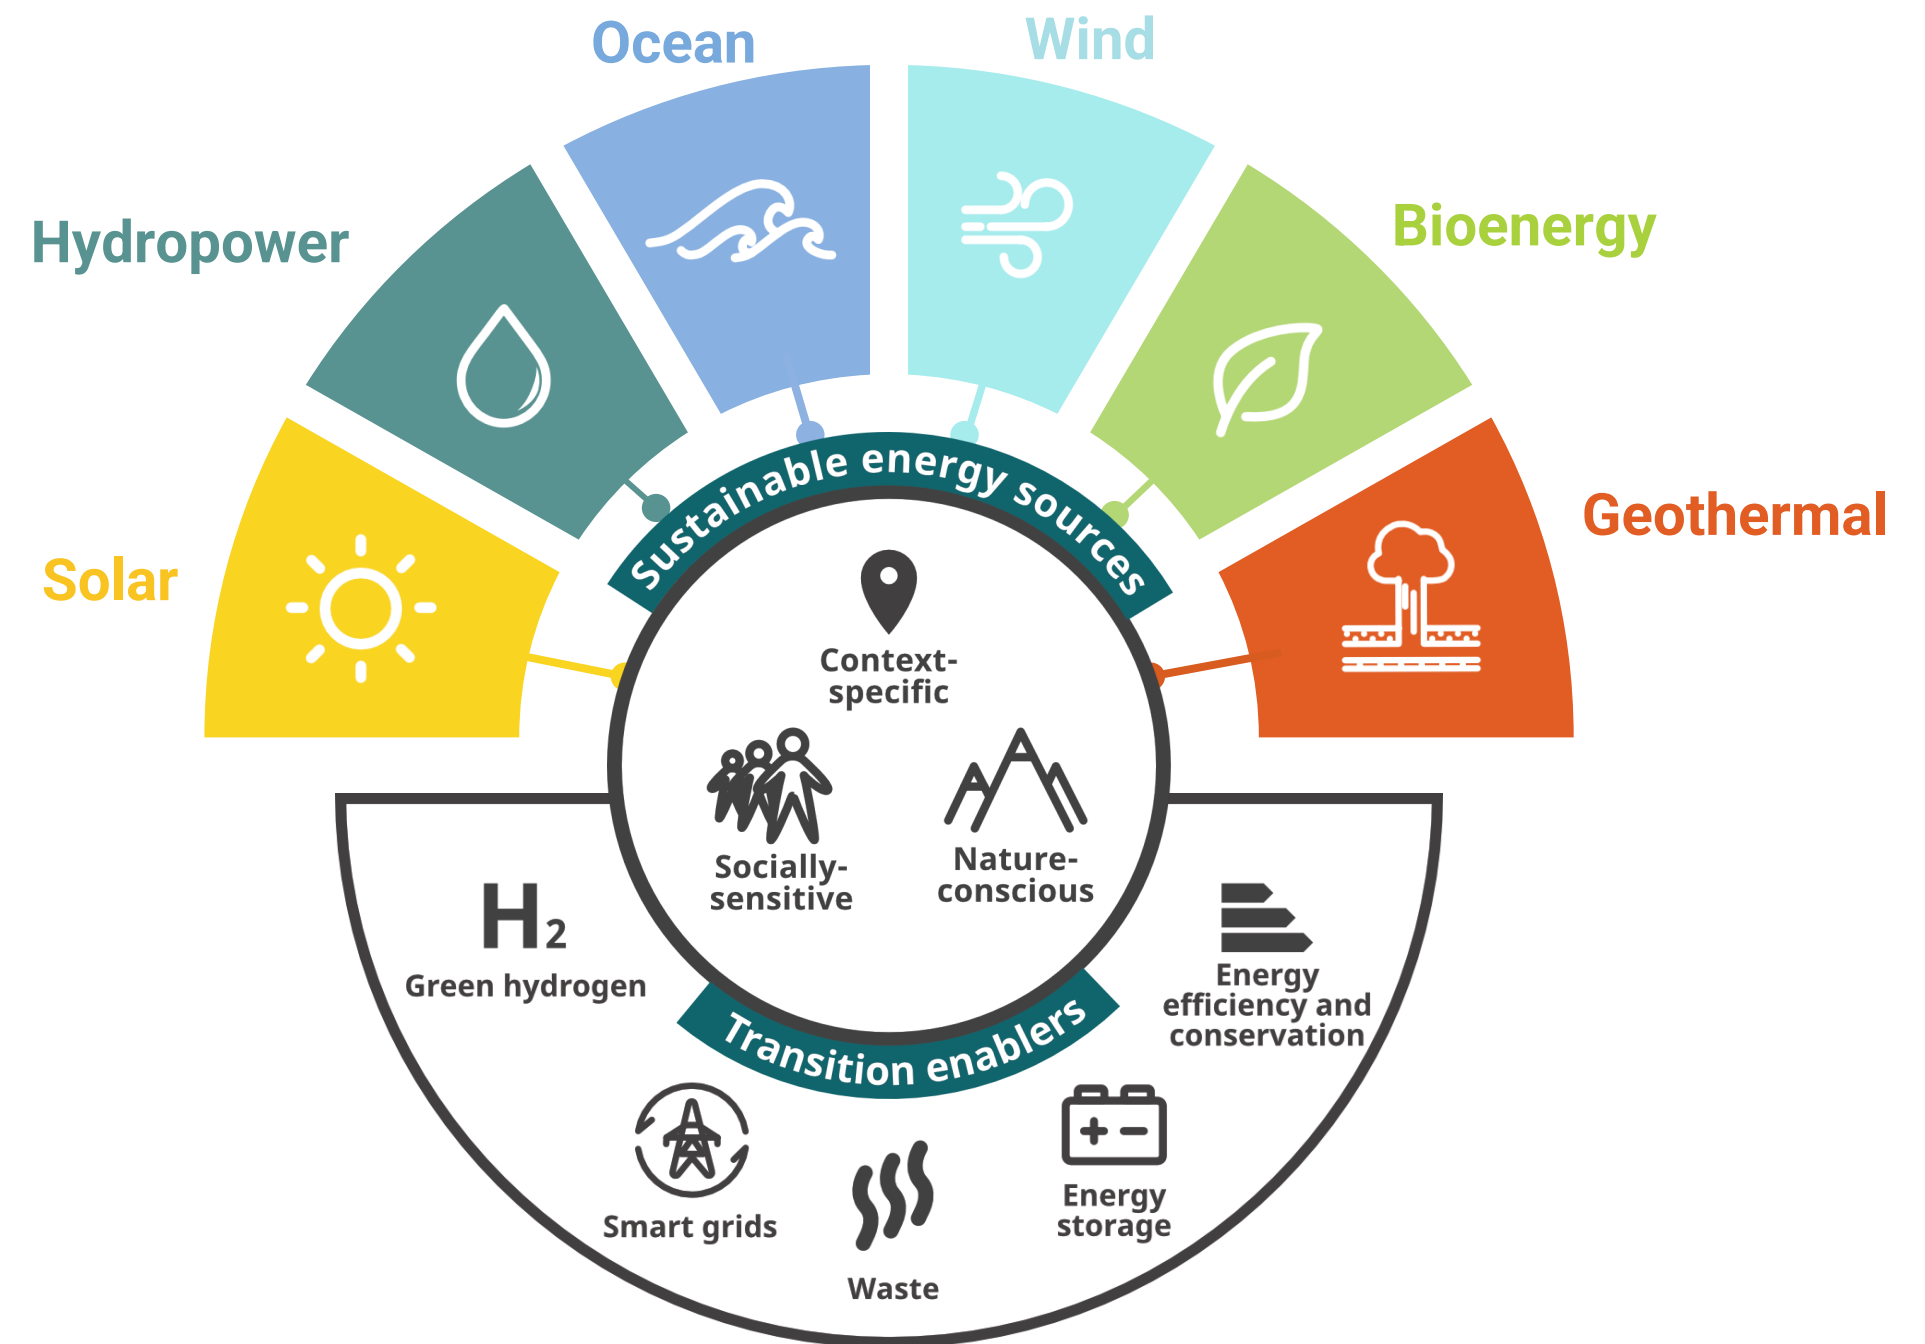 Ocean
Wind
Hydropower
Bioenergy
Solar
Geothermal
Sustainable energy sources
Context-
specific
Socially-
sensitive
Nature-
conscious
Transition enablers
H2
Green hydrogen
Energy
efficiency and
conservation
Smart grids
Waste
Energy
storage